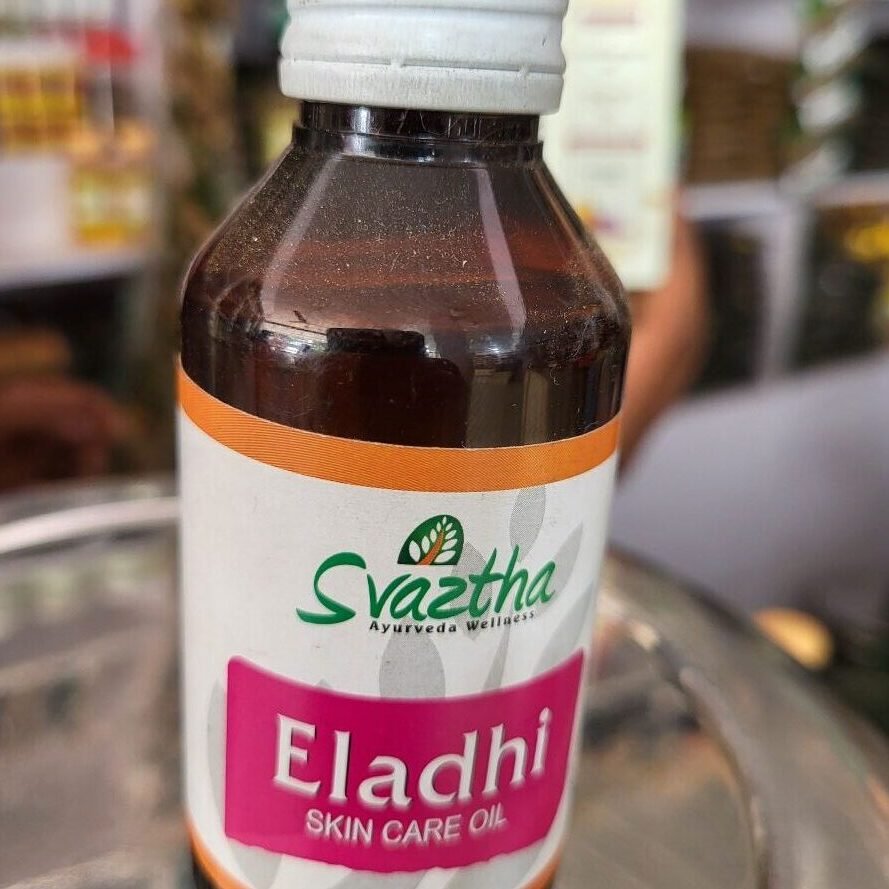 Svaztha
Ayurveda Wellness
Eladhi
SKIN CARE OIL